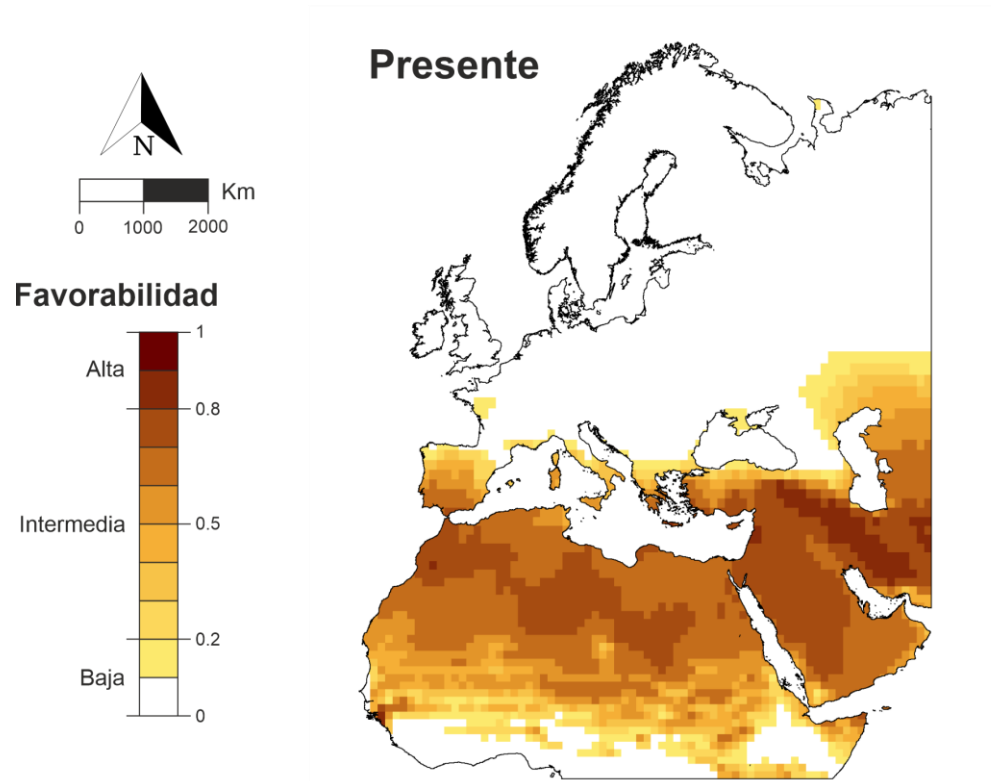 Presente
N
Km
0 1000 2000
Favorabilidad
1
Alta
0.8
Intermedia
0.5
0.2
Baja
0